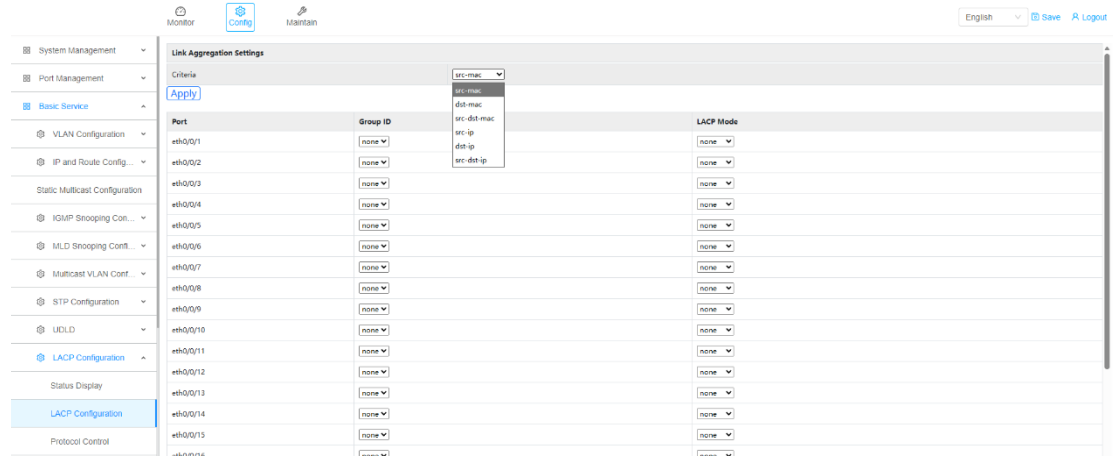 Monitor
Config
Maintain
English
Save
Logout
System Management
Port Management
Basic Service
VLAN Configuration
IP and Route Config...
Static Multicast Configuration
IGMP Snooping Con...
MLD Snooping Confi...
Multicast VLAN Conf...
STP Configuration
UDLD
LACP Configuration
Status Display
LACP Configuration
Protocol Control
Link Aggregation Settings
Criteria src-mac
src-mac
dst-mac
src-dst-mac
src-ip
dst-ip
src-dst-ip
Apply
Port Group ID LACP Mode
eth0/0/1 none none
eth0/0/2 none none
eth0/0/3 none none
eth0/0/4 none none
eth0/0/5 none none
eth0/0/6 none none
eth0/0/7 none none
eth0/0/8 none none
eth0/0/9 none none
eth0/0/10 none none
eth0/0/11 none none
eth0/0/12 none none
eth0/0/13 none none
eth0/0/14 none none
eth0/0/15 none none
eth0/0/16 none none